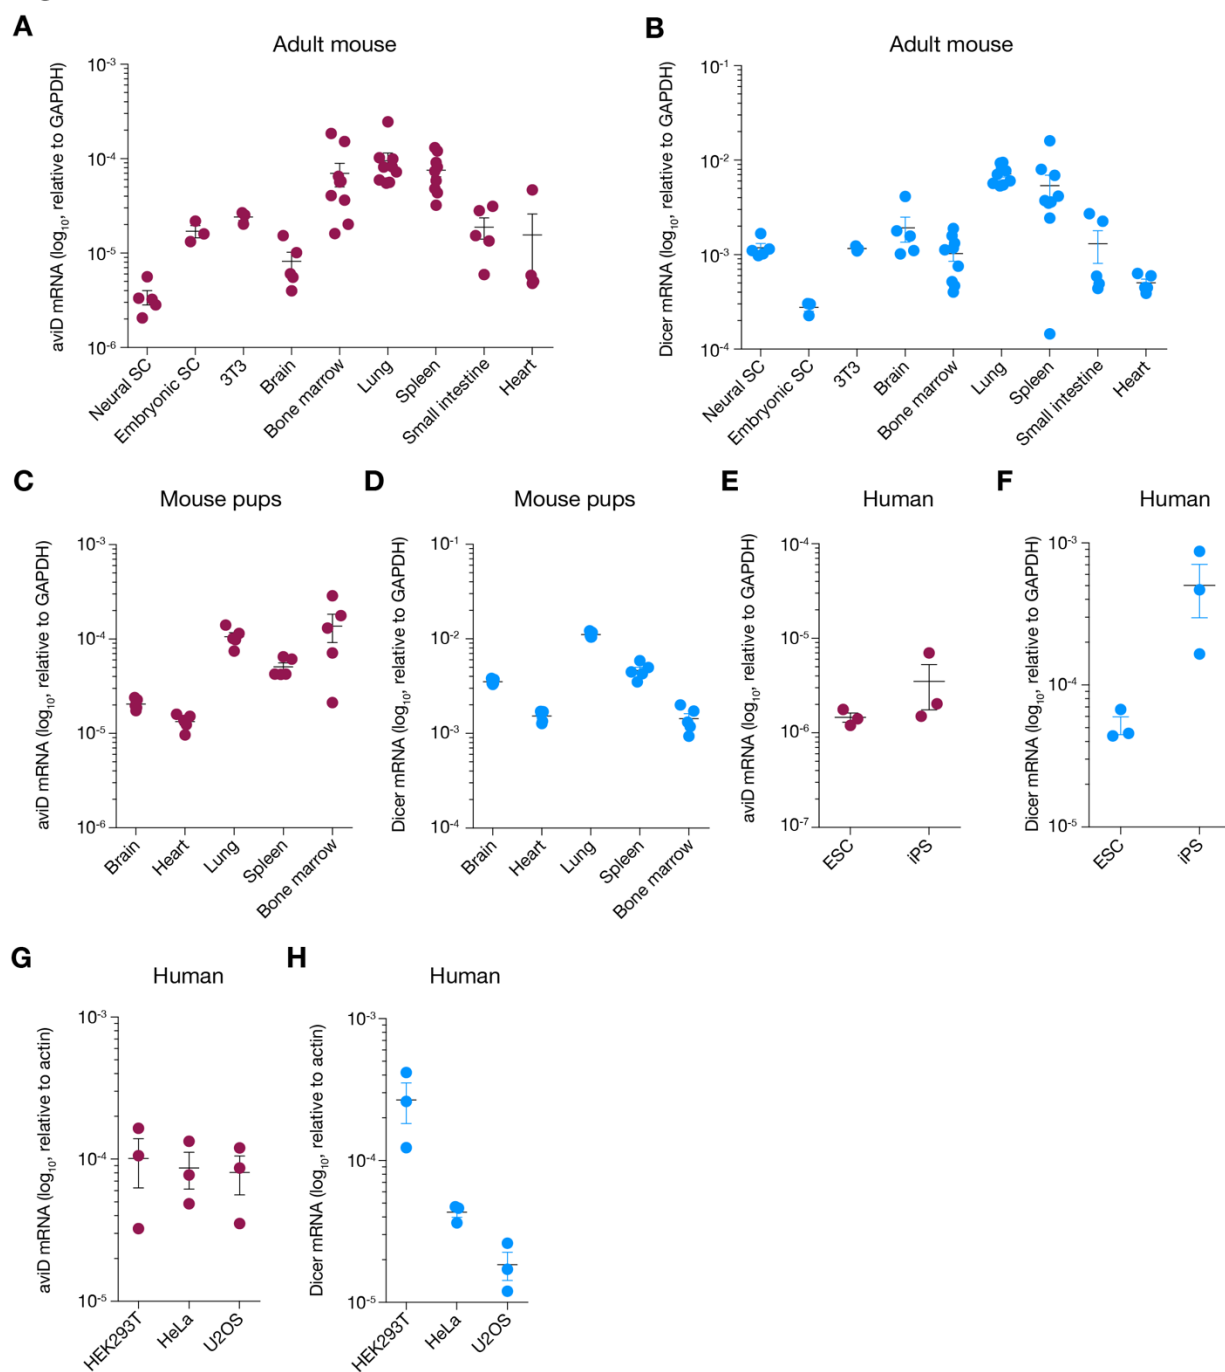 A
Adult mouse
aviD mRNA (log10, relative to GAPDH)
10-3
10-4
10-5
10-6
Neural SC
Embryonic SC
3T3
Brain
Bone marrow
Lung
Spleen
Small intestine
Heart
B
Adult mouse
Dicer mRNA (log10, relative to GAPDH)
10-1
10-2
10-3
10-4
Neural SC
Embryonic SC
3T3
Brain
Bone marrow
Lung
Spleen
Small intestine
Heart
C
Mouse pups
aviD mRNA (log10, relative to GAPDH)
10-3
10-4
10-5
10-6
Brain
Heart
Lung
Spleen
Bone marrow
D
Mouse pups
Dicer mRNA (log10, relative to GAPDH)
10-1
10-2
10-3
10-4
Brain
Heart
Lung
Spleen
Bone marrow
E
Human
aviD mRNA (log10, relative to GAPDH)
10-4
10-5
10-6
10-7
ESC
iPS
F
Human
Dicer mRNA (log10, relative to GAPDH)
10-3
10-4
10-5
ESC
iPS
G
Human
aviD mRNA (log10, relative to actin)
10-3
10-4
10-5
HEK293T
HeLa
U2OS
H
Human
Dicer mRNA (log10, relative to actin)
10-3
10-4
10-5
HEK293T
HeLa
U2OS